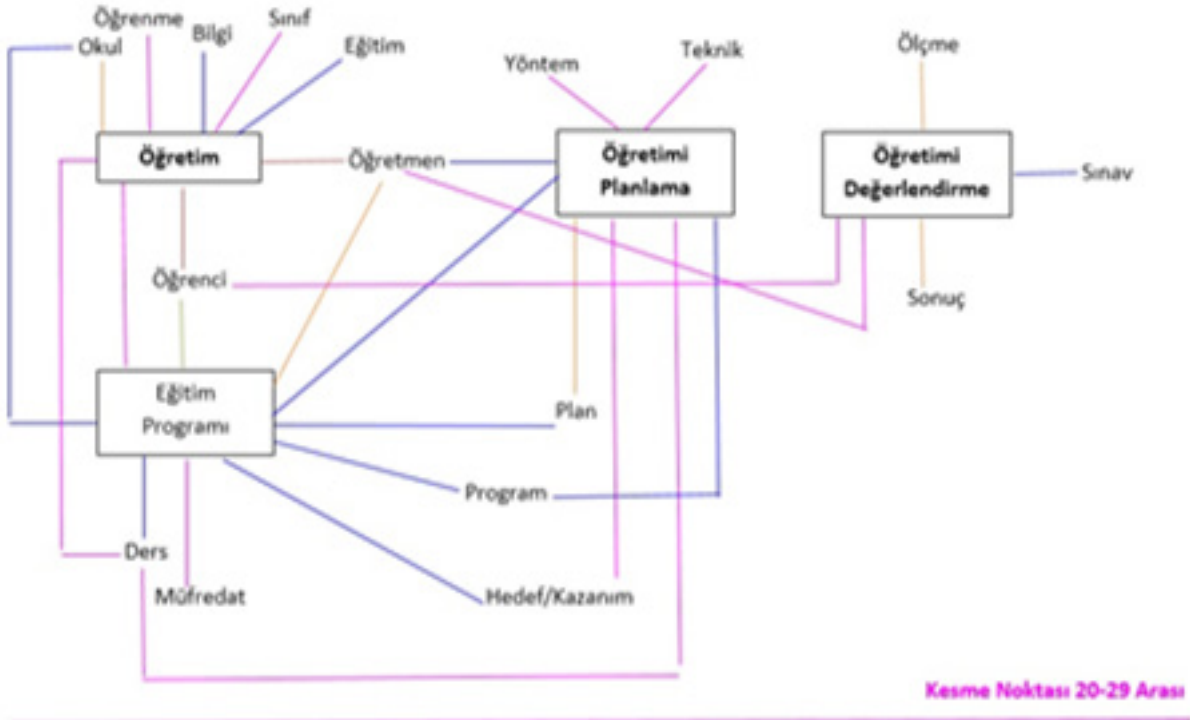 Öğrenme
Sınıf
Okul
Bilgi
Eğitim
Yöntem
Teknik
Ölçme
Öğretim
Öğretmen
Öğretimi
Planlama
Öğretimi
Değerlendirme
Sınav
Öğrenci
Sonuç
Eğitim
Programı
Plan
Program
Ders
Müfredat
Hedef/Kazanım
Kesme Noktası 20-29 Arası